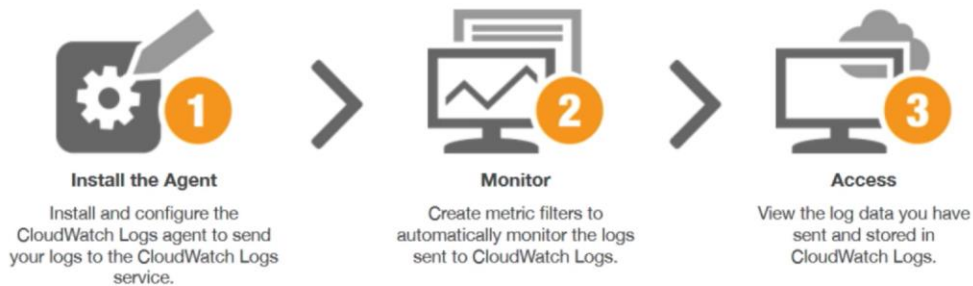 1
Install the Agent
Install and configure the
CloudWatch Logs agent to send
your logs to the CloudWatch Logs
service.
2
Monitor
Create metric filters to
automatically monitor the logs
sent to CloudWatch Logs.
3
Access
View the log data you have
sent and stored in
CloudWatch Logs.